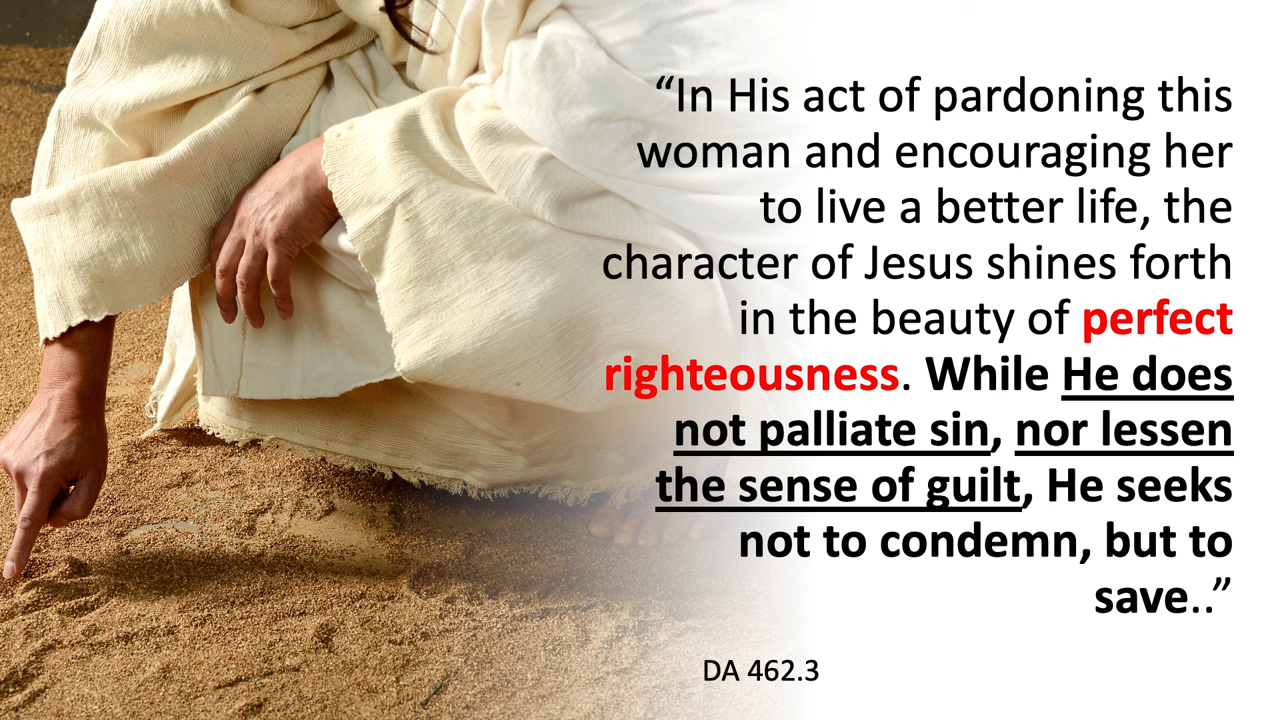 “In His act of pardoning this
woman and encouraging her
to live a better life, the
character of Jesus shines forth
in the beauty of perfect
righteousness. While He does
not palliate sin, nor lessen
the sense of guilt, He seeks
not to condemn, but to
save..”
DA 462.3